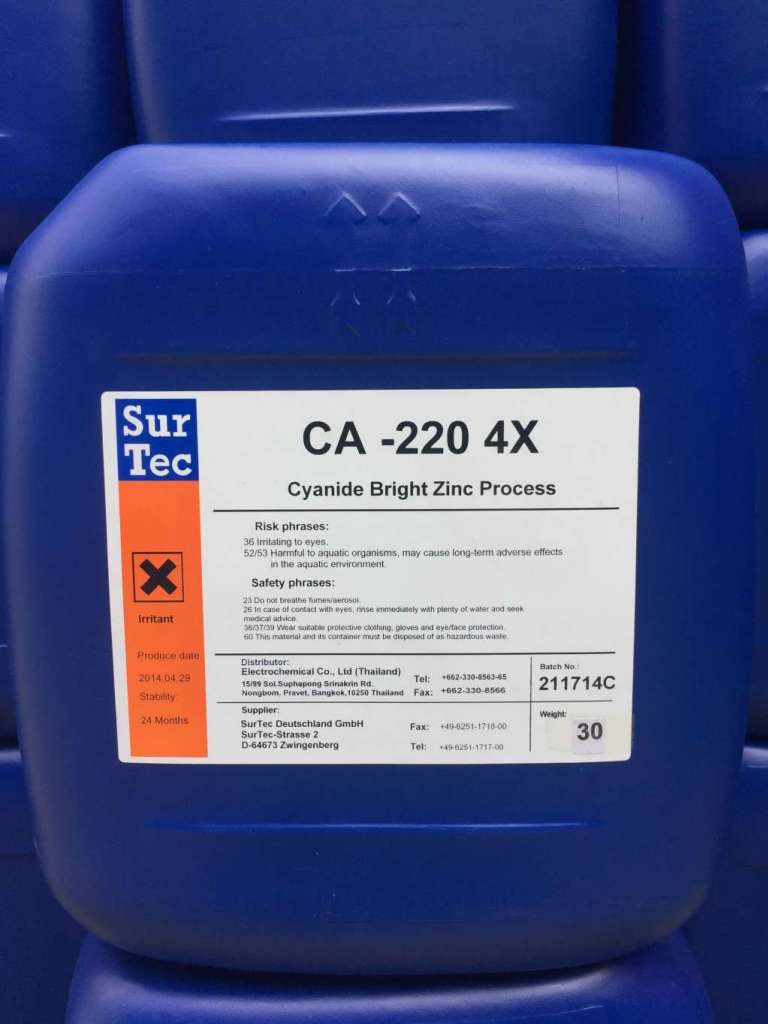 Sur
Tec
CA -220 4X
Cyanide Bright Zinc Process
Risk phrases:
36 Irritating to eyes.
52/53 Harmful to aquatic organisms, may cause long-term adverse effects
in the aquatic environment
Safety phrases:
23 Do not breathe fumes/aerosol.
26 In case of contact with eyes, rinse immediately with plenty of water and seek
medical advice.
36/37/39 Wear suitable protective clothing, gloves and eye/face protection.
60 This material and its container must be disposed of as hazardous waste.
Irritant
Produce date
2014.04.29
Stability:
24 Months
Distributor:
Electrochemical Co., Ltd (Thailand)
15/99 Soi.Suphapong Srinakrin Rd.
Nongbom, Pravet, Bangkok,10250 Thailand
Tel: +662-330-8563-65
Fax: +662-330-8566
Batch No.:
211714C
Supplier:
SurTec Deutschland GmbH
SurTec-Strasse 2
D-64673 Zwingenberg
Fax: +49-6251-1718-00
Tel: +49-6251-1717-00
Weight:
30